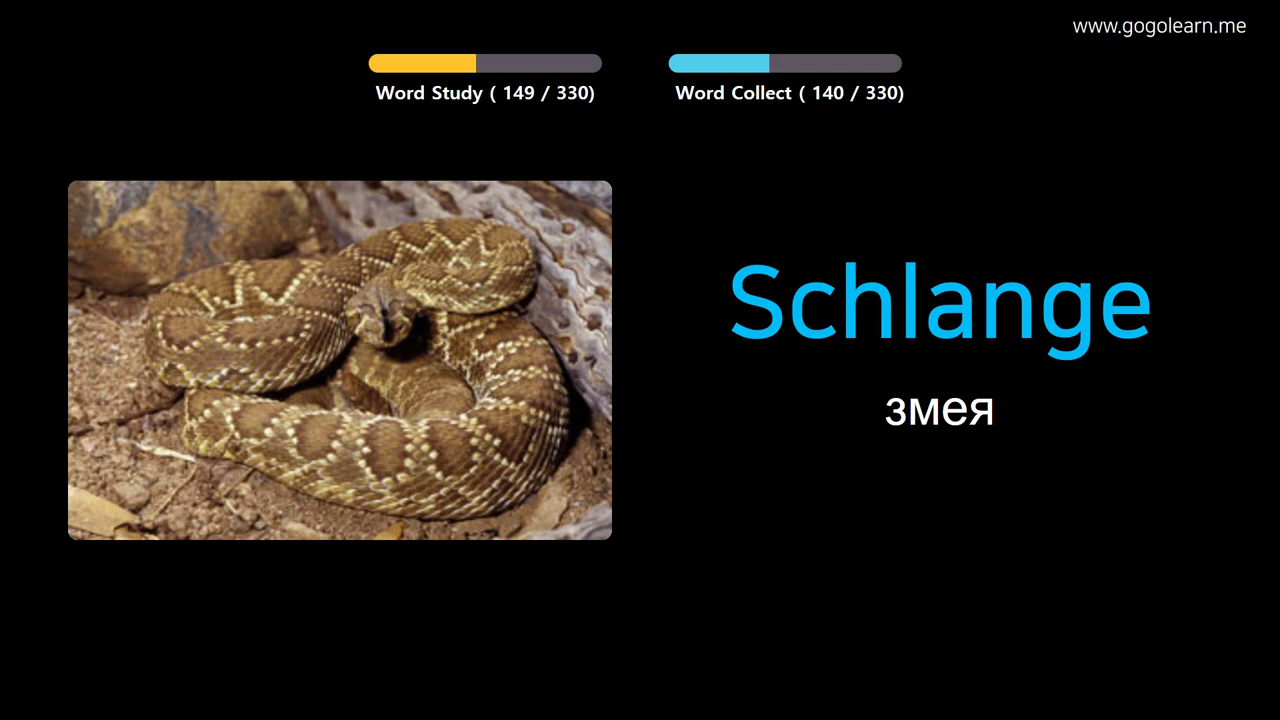 www.gogolearn.me
Word Study ( 149 / 330)
Word Collect ( 140 / 330)
Schlange
змея